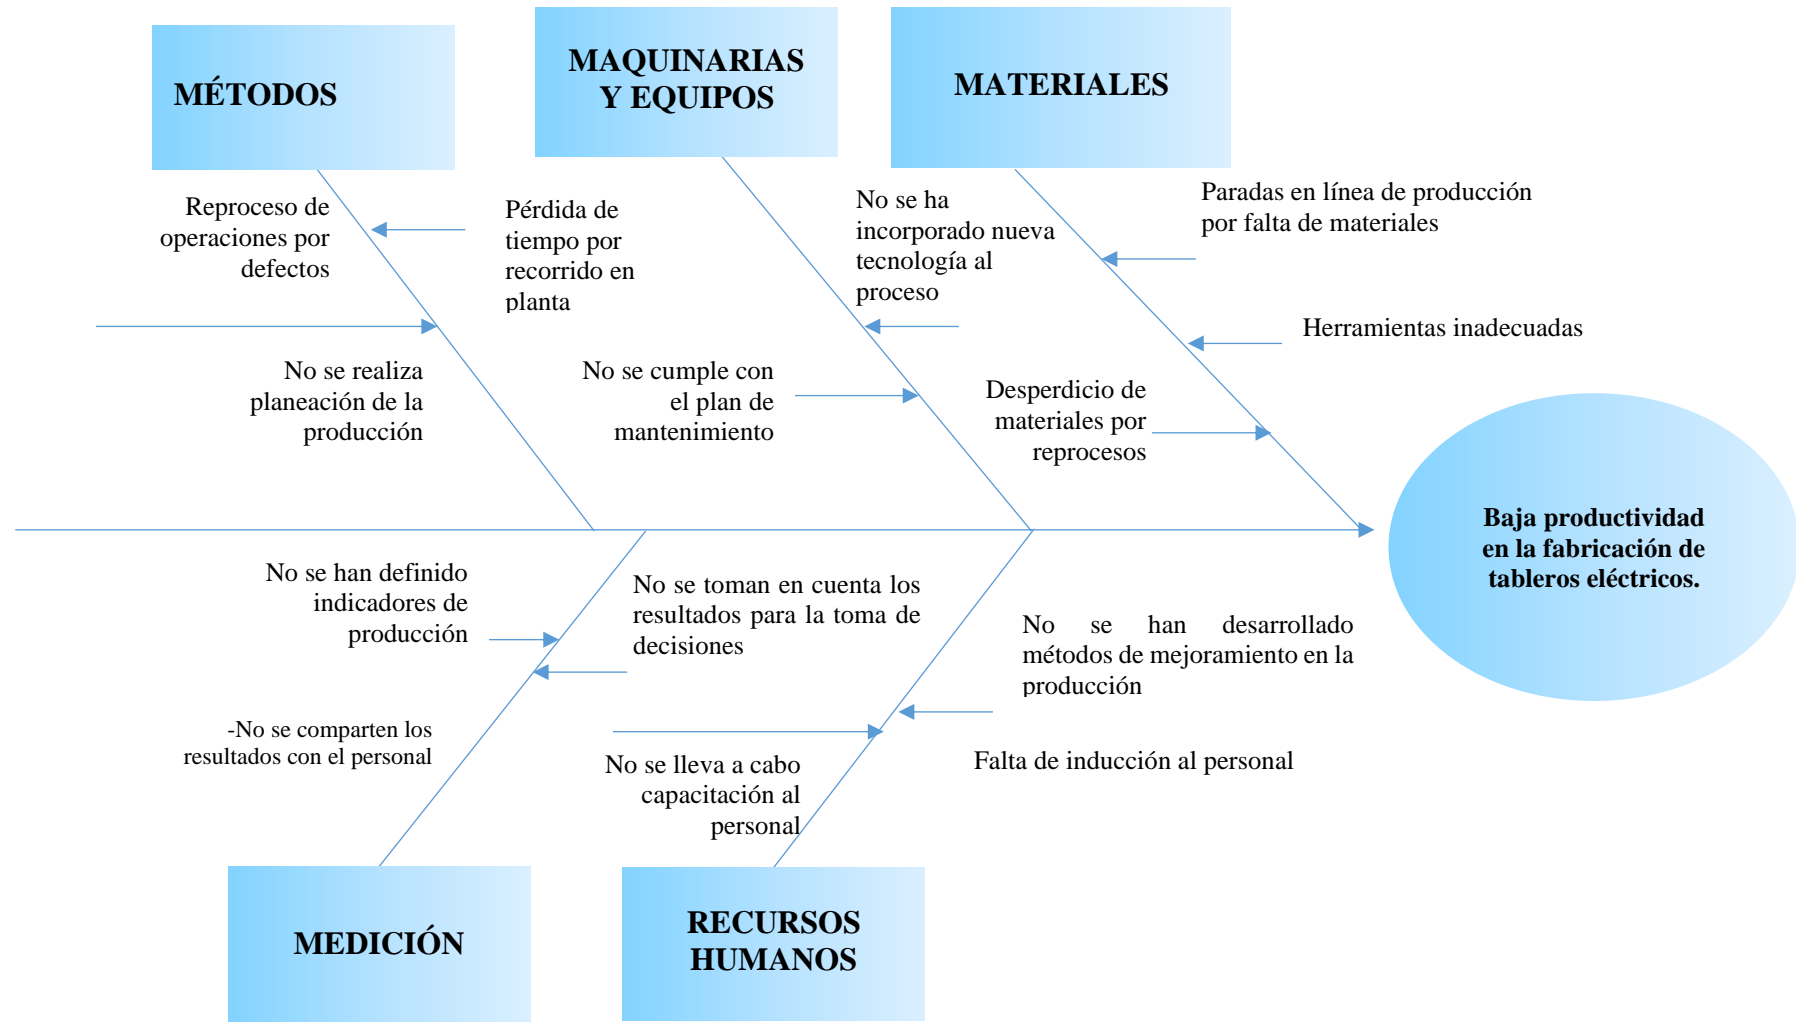 MÉTODOS
MAQUINARIAS
Y EQUIPOS
MATERIALES
Reproceso de
operaciones por
defectos
Pérdida de
tiempo por
recorrido en
planta
No se realiza
planeación de la
producción
No se ha
incorporado nueva
tecnología al
proceso
No se cumple con
el plan de
mantenimiento
Paradas en línea de producción
por falta de materiales
Herramientas inadecuadas
Desperdicio de
materiales por
reprocesos
Baja productividad
en la fabricación de
tableros eléctricos.
No se han definido
indicadores de
producción
No se toman en cuenta los
resultados para la toma de
decisiones
-No se comparten los
resultados con el personal
No se han desarrollado
métodos de mejoramiento en la
producción
No se lleva a cabo
capacitación al
personal
Falta de inducción al personal
MEDICIÓN
RECURSOS
HUMANOS